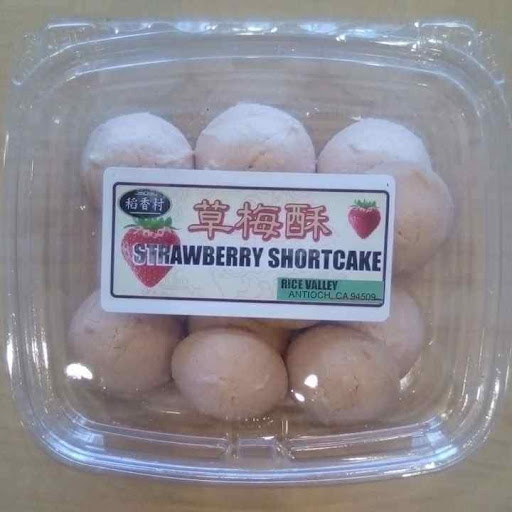 稻香村
草莓酥
STRAWBERRY SHORTCAKE
RICE VALLEY
ANTIOCH, CA 94509